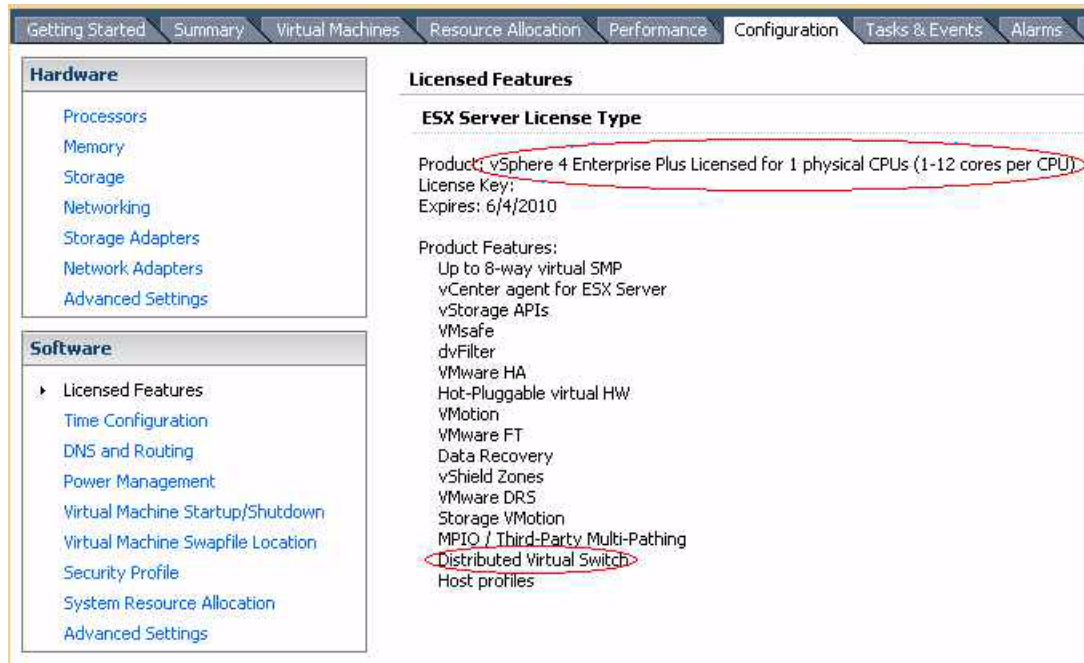 Getting Started Summary Virtual Machines Resource Allocation Performance Configuration Tasks & Events Alarms
Hardware
Processors
Memory
Storage
Networking
Storage Adapters
Network Adapters
Advanced Settings
Software
Licensed Features
Time Configuration
DNS and Routing
Power Management
Virtual Machine Startup/Shutdown
Virtual Machine Swapfile Location
Security Profile
System Resource Allocation
Advanced Settings
Licensed Features
ESX Server License Type
Product: vSphere 4 Enterprise Plus Licensed for 1 physical CPUs (1-12 cores per CPU)
License Key:
Expires: 6/4/2010
Product Features:
Up to 8-way virtual SMP
vCenter agent for ESX Server
vStorage APIs
VMsafe
dvFilter
VMware HA
Hot-Pluggable virtual HW
VMotion
VMware FT
Data Recovery
vShield Zones
VMware DRS
Storage VMotion
MPIO / Third-Party Multi-Pathing
Distributed Virtual Switch
Host profiles